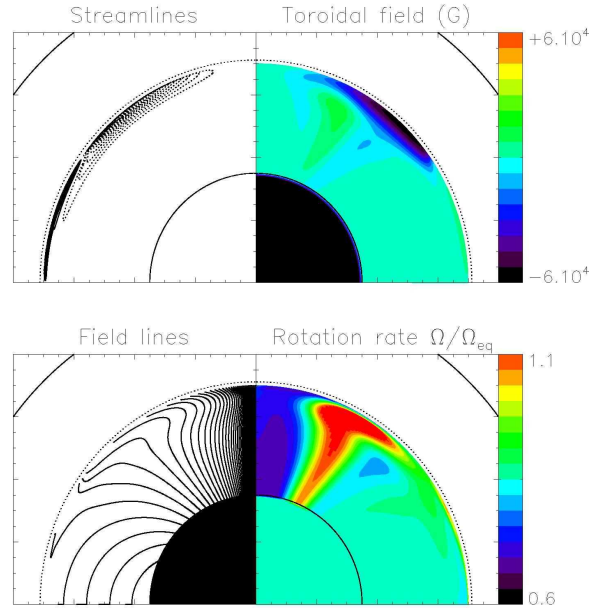 Streamlines
Toroidal field (G)
+6.10⁴
-6.10⁴
Field lines
Rotation rate Ω/Ω_eq
1.1
0.6